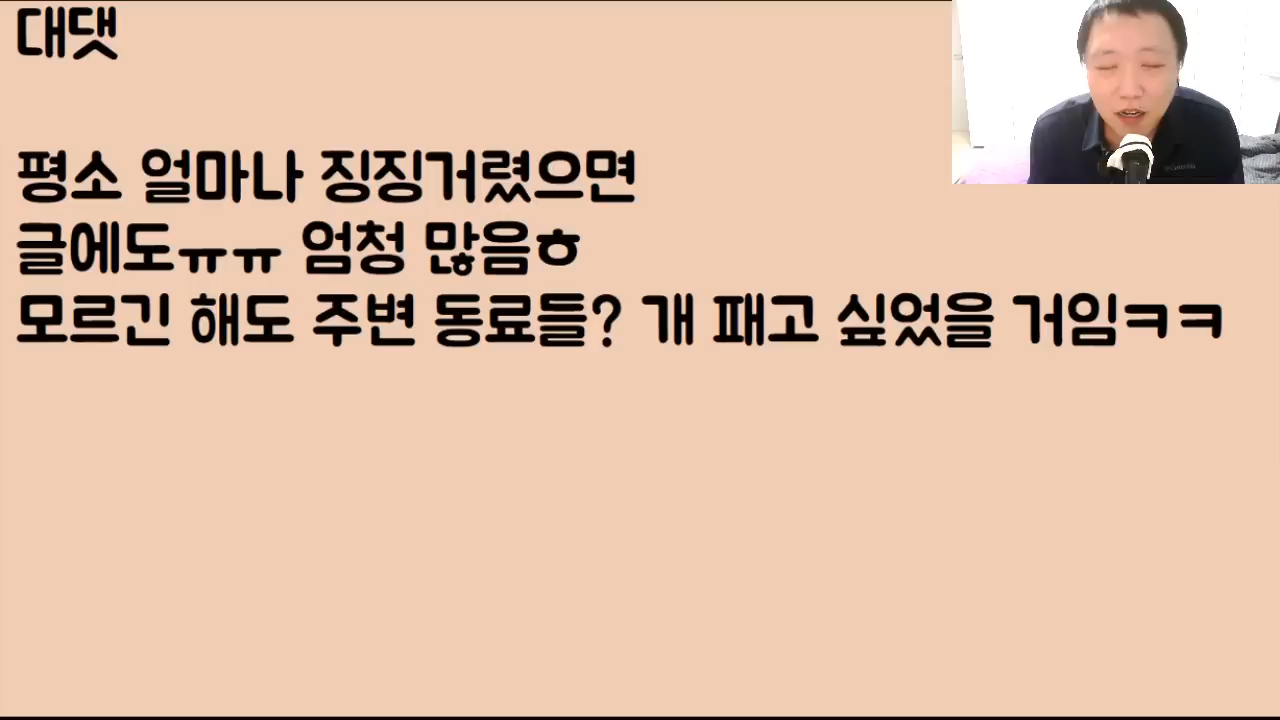 대댓
평소 얼마나 징징거렸으면
글에도ㅠㅠ 엄청 많음ㅎ
모르긴 해도 주변 동료들? 개 패고 싶었을 거임ㅋㅋ